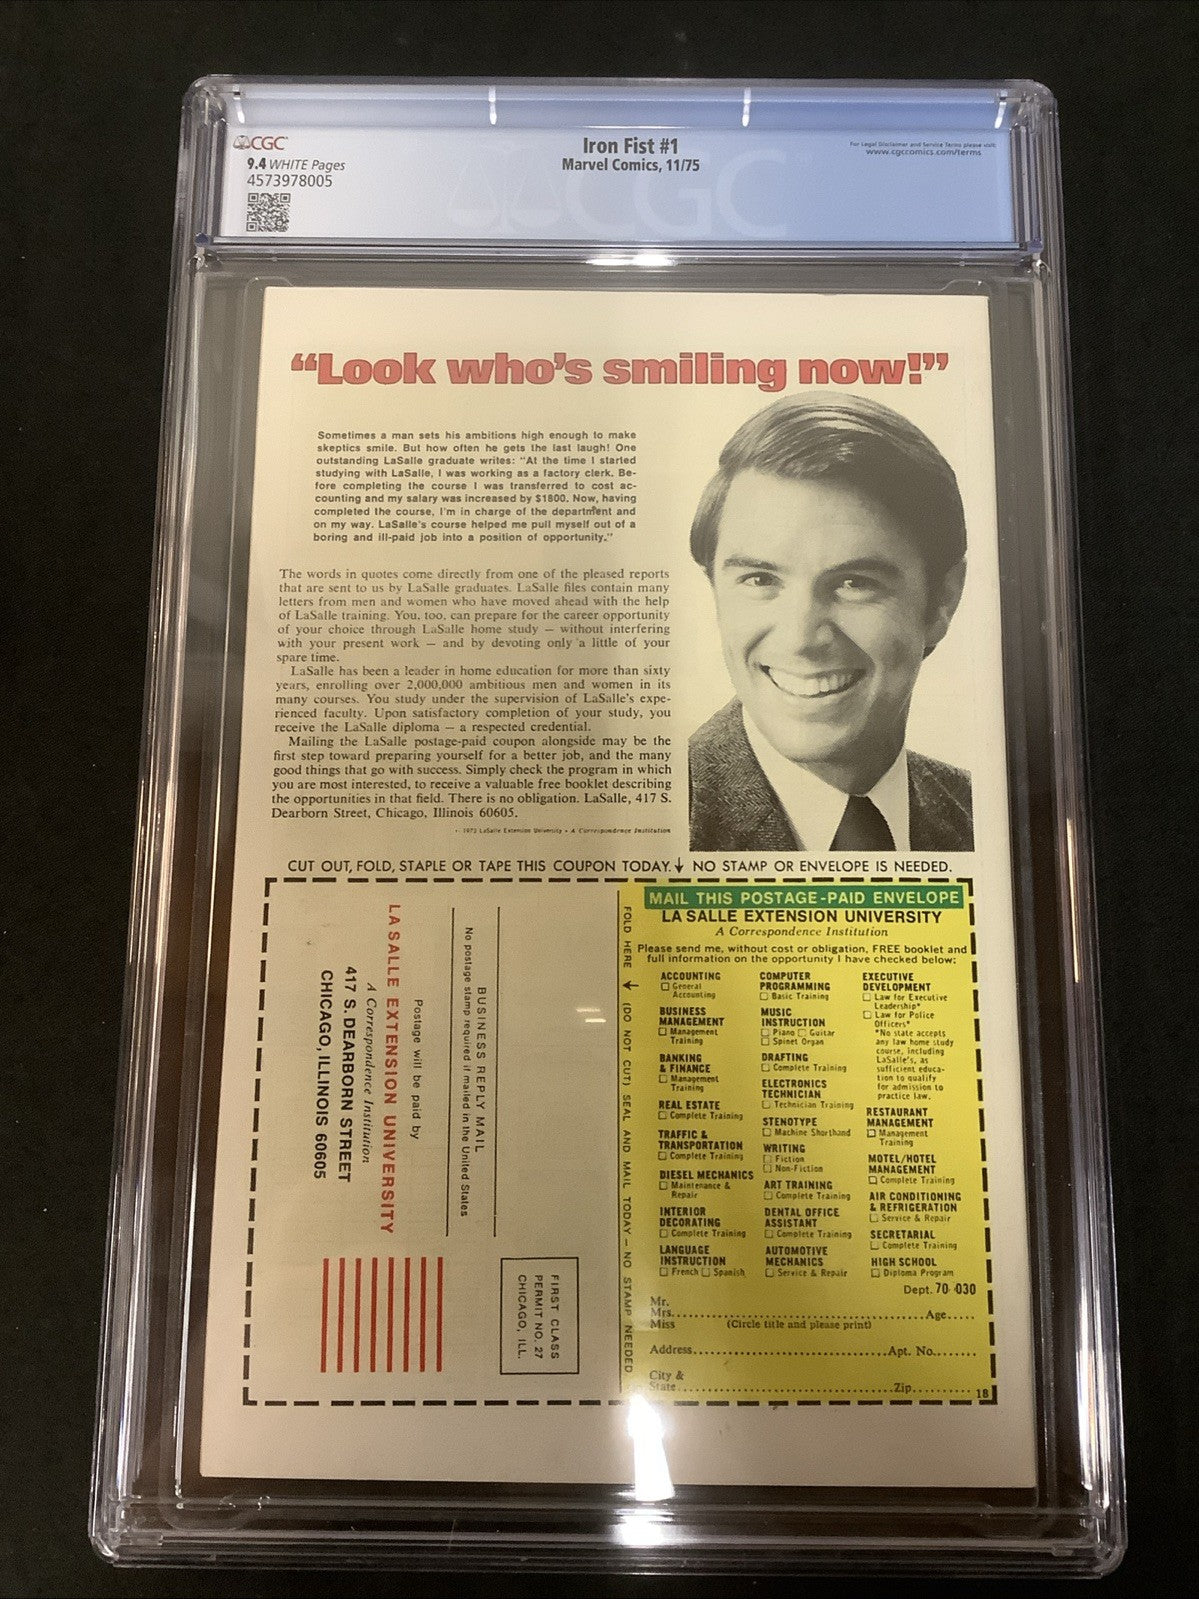 CGC
9.4 WHITE Pages
4573978005
Iron Fist #1
Marvel Comics, 11/75
For Legal Disclaimer and Service Terms please visit:
www.cgccomics.com/terms
CGC
“Look who's smiling now!”
Sometimes a man sets his ambitions high enough to make
skeptics smile. But how often he gets the last laugh! One
outstanding LaSalle graduate writes: “At the time I started
studying with LaSalle, I was working as a factory clerk. Be-
fore completing the course I was transferred to cost ac-
counting and my salary was increased by $1800. Now, having
completed the course, I'm in charge of the department and
on my way. LaSalle's course helped me pull myself out of a
boring and ill-paid job into a position of opportunity.”
The words in quotes come directly from one of the pleased reports
that are sent to us by LaSalle graduates. LaSalle files contain many
letters from men and women who have moved ahead with the help
of LaSalle training. You, too, can prepare for the career opportunity
of your choice through LaSalle home study — without interfering
with your present work — and by devoting only a little of your
spare time.
LaSalle has been a leader in home education for more than sixty
years, enrolling over 2,000,000 ambitious men and women in its
many courses. You study under the supervision of LaSalle's expe-
rienced faculty. Upon satisfactory completion of your study, you
receive the LaSalle diploma — a respected credential.
Mailing the LaSalle postage-paid coupon alongside may be the
first step toward preparing yourself for a better job, and the many
good things that go with success. Simply check the program in which
you are most interested, to receive a valuable free booklet describing
the opportunities in that field. There is no obligation. LaSalle, 417 S.
Dearborn Street, Chicago, Illinois 60605.
LaSalle Extension University • A Correspondence Institution
CUT OUT, FOLD, STAPLE OR TAPE THIS COUPON TODAY. NO STAMP OR ENVELOPE IS NEEDED.
FIRST CLASS
PERMIT NO. 27
CHICAGO, ILL.
BUSINESS REPLY MAIL
No postage stamp required if mailed in the United States
Postage will be paid by
LASALLE EXTENSION UNIVERSITY
A Correspondence Institution
417 S. DEARBORN STREET
CHICAGO, ILLINOIS 60605
FOLD HERE (DO NOT CUT) SEAL AND MAIL TODAY — NO STAMP NEEDED
MAIL THIS POSTAGE-PAID ENVELOPE
LA SALLE EXTENSION UNIVERSITY
A Correspondence Institution
Please send me, without cost or obligation, FREE booklet and
full information on the opportunity I have checked below:
ACCOUNTING
General
Accounting
BUSINESS
MANAGEMENT
Management
Training
BANKING
& FINANCE
Management
Training
REAL ESTATE
Complete Training
TRAFFIC &
TRANSPORTATION
Complete Training
DIESEL MECHANICS
Maintenance &
Repair
INTERIOR
DECORATING
Complete Training
LANGUAGE
INSTRUCTION
French Spanish
COMPUTER
PROGRAMMING
Basic Training
MUSIC
INSTRUCTION
Piano Guitar
Spinet Organ
DRAFTING
Complete Training
ELECTRONICS
TECHNICIAN
Technician Training
STENOTYPE
Machine Shorthand
WRITING
Fiction
Non-Fiction
ART TRAINING
Complete Training
DENTAL OFFICE
ASSISTANT
Complete Training
AUTOMOTIVE
MECHANICS
Service & Repair
EXECUTIVE
DEVELOPMENT
Law for Executive
Leadership*
Law for Police
Officers*
*No state accepts
any law home study
course, including
LaSalle's, as
sufficient educa-
tion to qualify
for admission to
practice law.
RESTAURANT
MANAGEMENT
Management
Training
MOTEL/HOTEL
MANAGEMENT
Complete Training
AIR CONDITIONING
& REFRIGERATION
Service & Repair
SECRETARIAL
Complete Training
HIGH SCHOOL
Diploma Program
Dept. 70-030
Mr.
Mrs. Age
Miss (Circle title and please print)
Address Apt. No.
City &
State Zip 18